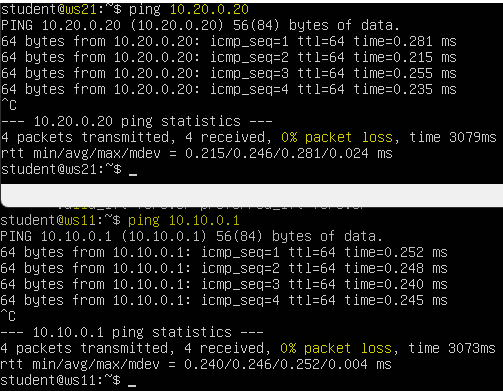 student@ws21:~$ ping 10.20.0.20
PING 10.20.0.20 (10.20.0.20) 56(84) bytes of data.
64 bytes from 10.20.0.20: icmp_seq=1 ttl=64 time=0.281 ms
64 bytes from 10.20.0.20: icmp_seq=2 ttl=64 time=0.215 ms
64 bytes from 10.20.0.20: icmp_seq=3 ttl=64 time=0.255 ms
64 bytes from 10.20.0.20: icmp_seq=4 ttl=64 time=0.235 ms
^C
--- 10.20.0.20 ping statistics ---
4 packets transmitted, 4 received, 0% packet loss, time 3079ms
rtt min/avg/max/mdev = 0.215/0.246/0.281/0.024 ms
student@ws21:~$ _
student@ws11:~$ ping 10.10.0.1
PING 10.10.0.1 (10.10.0.1) 56(84) bytes of data.
64 bytes from 10.10.0.1: icmp_seq=1 ttl=64 time=0.252 ms
64 bytes from 10.10.0.1: icmp_seq=2 ttl=64 time=0.248 ms
64 bytes from 10.10.0.1: icmp_seq=3 ttl=64 time=0.240 ms
64 bytes from 10.10.0.1: icmp_seq=4 ttl=64 time=0.245 ms
^C
--- 10.10.0.1 ping statistics ---
4 packets transmitted, 4 received, 0% packet loss, time 3073ms
rtt min/avg/max/mdev = 0.240/0.246/0.252/0.004 ms
student@ws11:~$ _